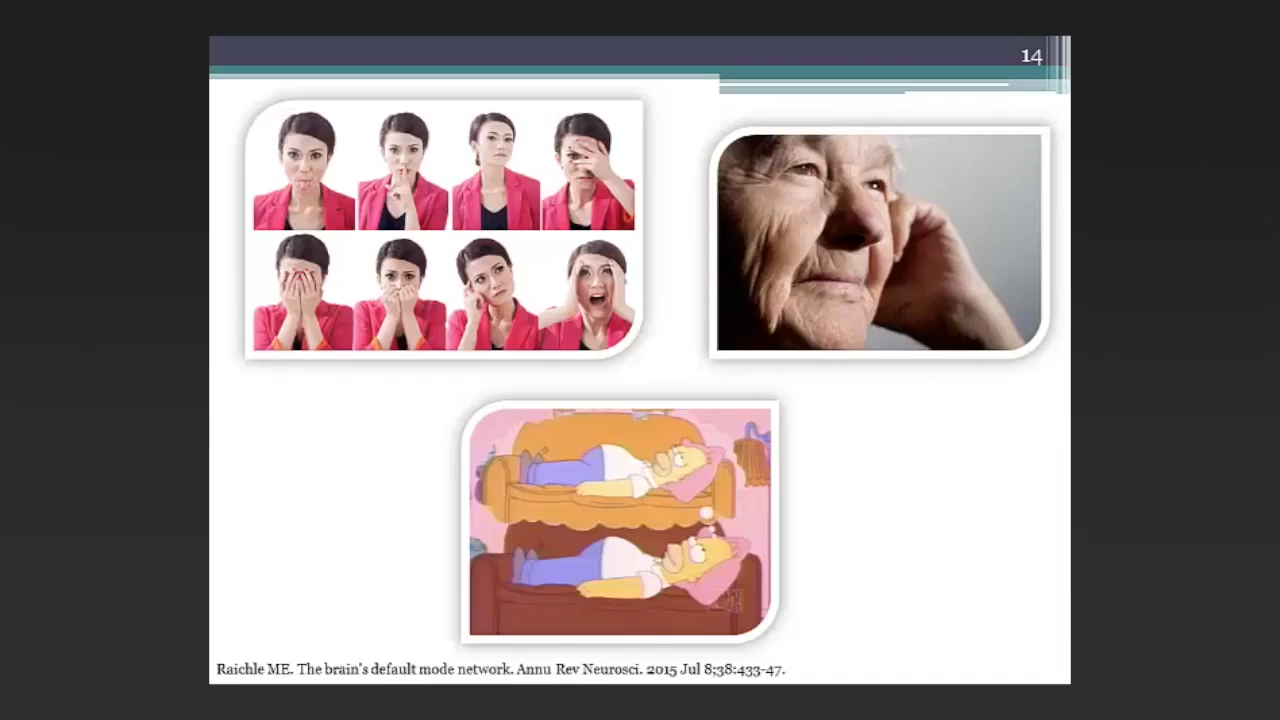 14
Raichle ME. The brain's default mode network. Annu Rev Neurosci. 2015 Jul 8;38:433-47.